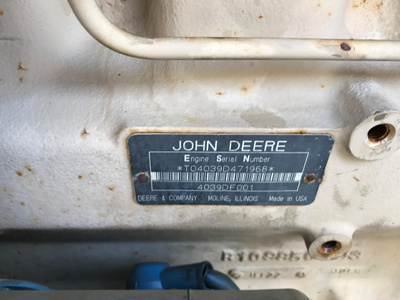 JOHN DEERE
Engine Serial Number
*T04039D471968*
4039DF001
DEERE & COMPANY MOLINE, ILLINOIS Made in USA